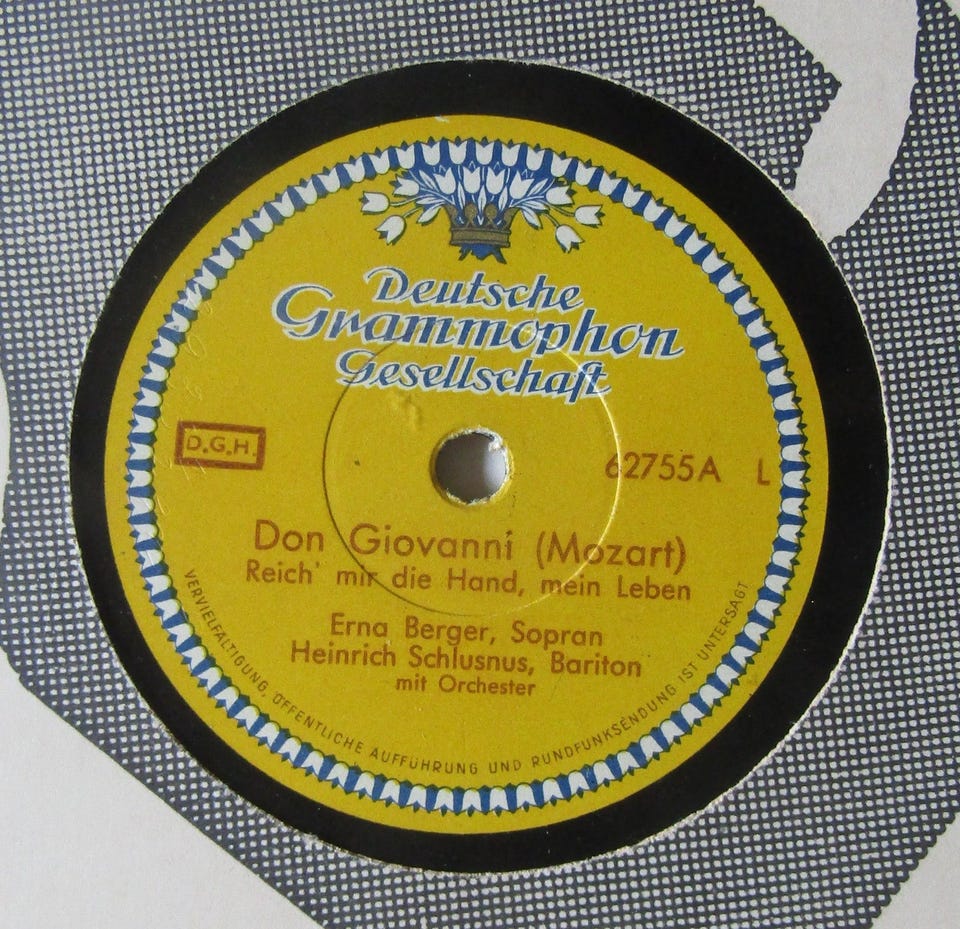 Deutsche
Grammophon
Gesellschaft
D.G.H.
62755A L
Don Giovanni (Mozart)
Reich' mir die Hand, mein Leben
Erna Berger, Sopran
Heinrich Schlusnus, Bariton
mit Orchester
VERVIELFÄLTIGUNG, ÖFFENTLICHE AUFFÜHRUNG UND RUNDFUNKSENDUNG IST UNTERSAGT